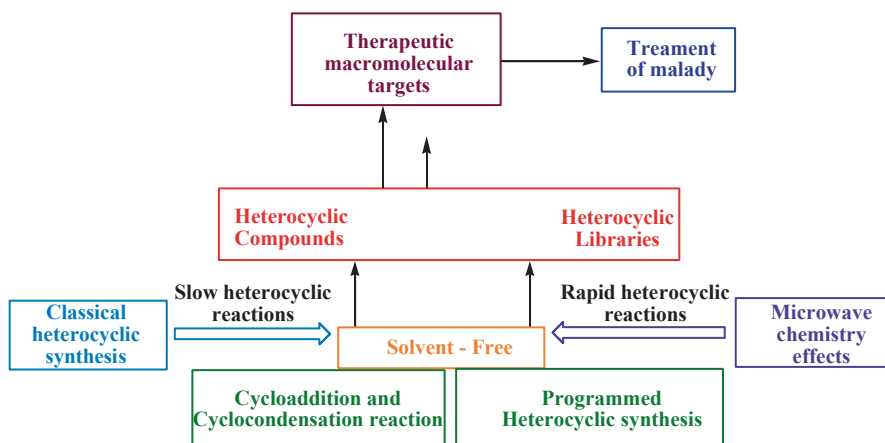 Therapeutic
macromolecular
targets
Treament
of malady
Heterocyclic
Compounds
Heterocyclic
Libraries
Slow heterocyclic
reactions
Rapid heterocyclic
reactions
Classical
heterocyclic
synthesis
Solvent - Free
Microwave
chemistry
effects
Cycloaddition and
Cyclocondensation reaction
Programmed
Heterocyclic synthesis